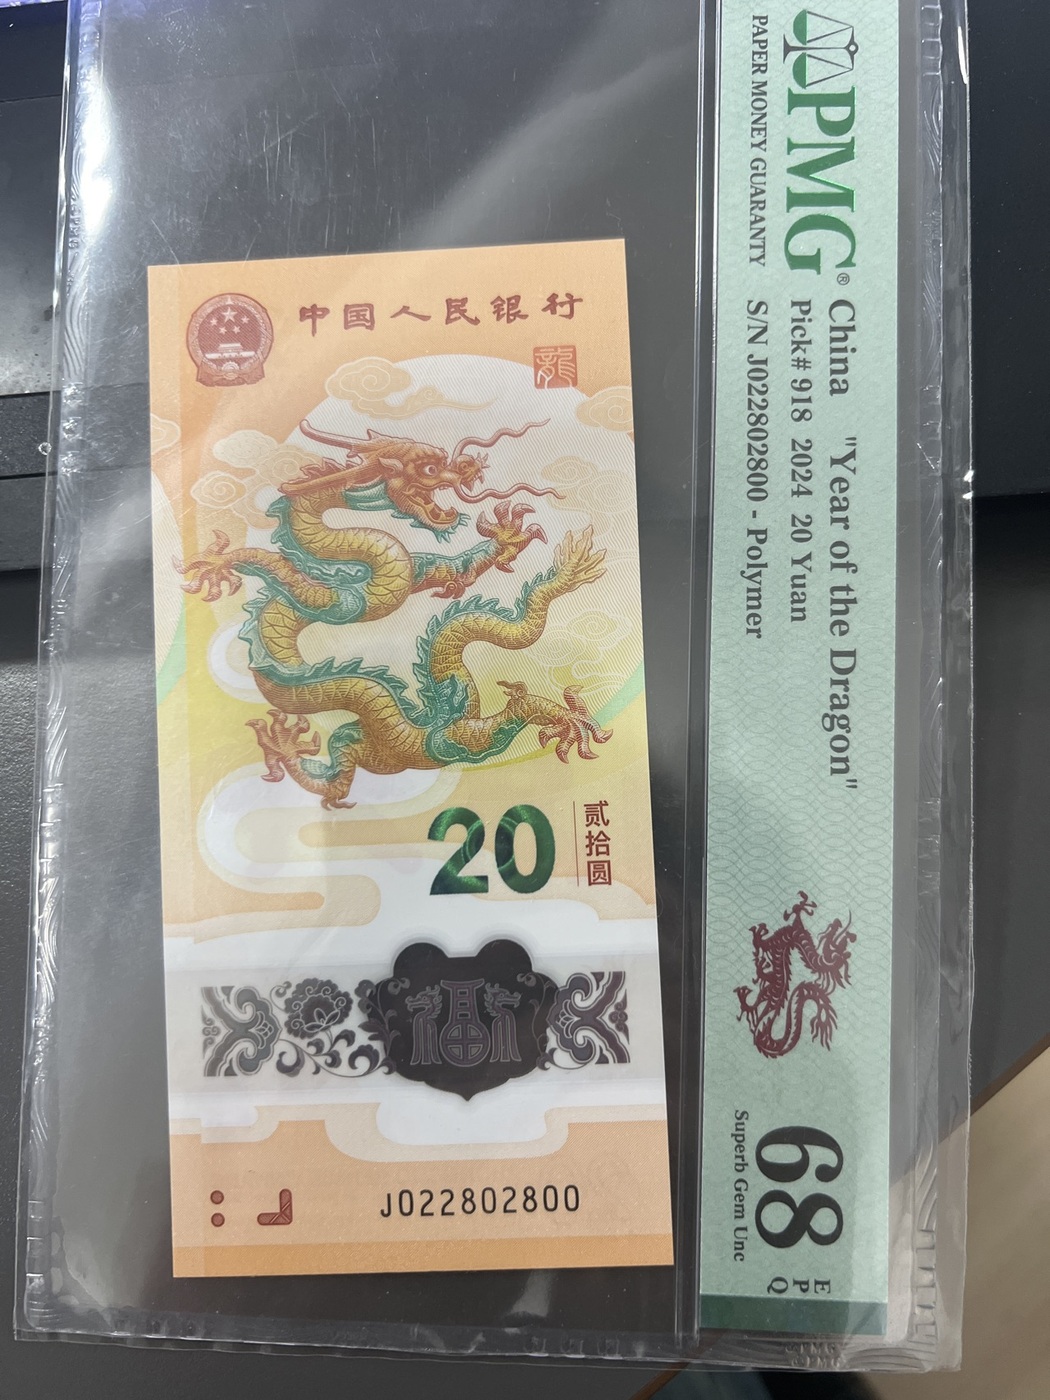 中国人民银行
龍
20
贰拾圆
福
J022802800
PMG®
PAPER MONEY GUARANTY
China "Year of the Dragon"
Pick# 918 2024 20 Yuan
S/N J022802800 - Polymer
68
EPQ
Superb Gem Unc